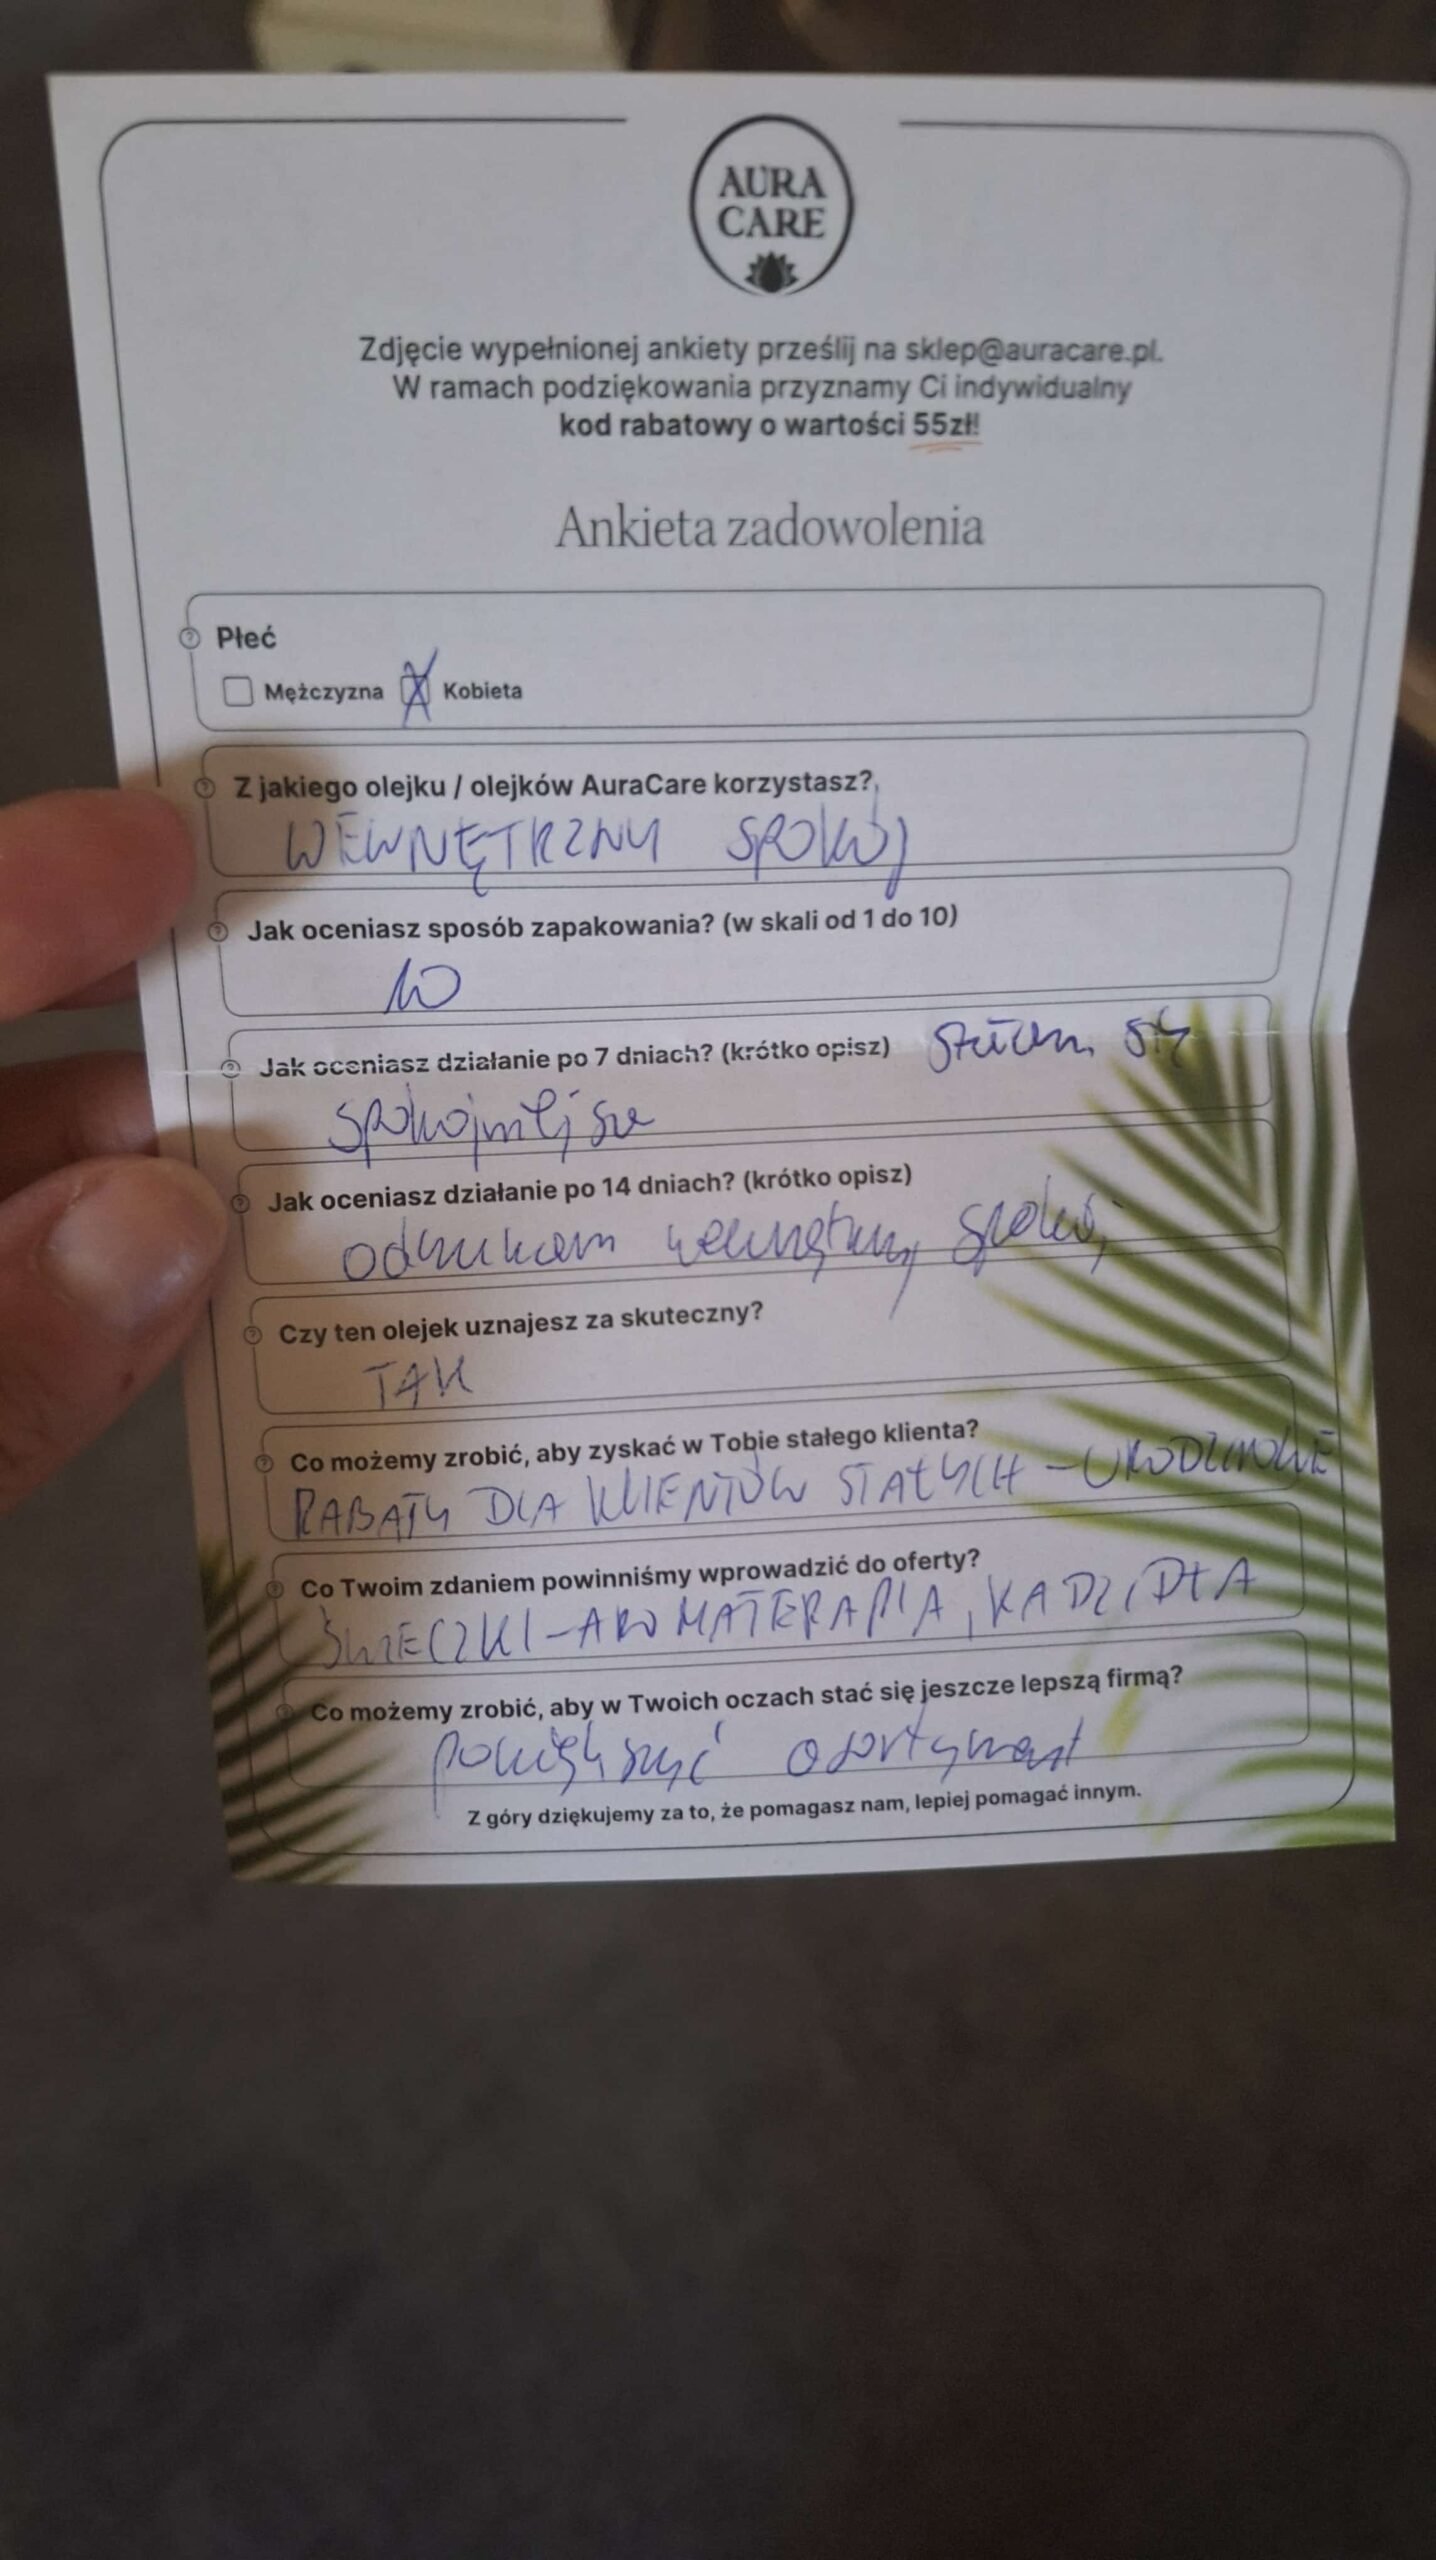 AURA
CARE
Zdjęcie wypełnionej ankiety prześlij na sklep@auracare.pl.
W ramach podziękowania przyznamy Ci indywidualny
kod rabatowy o wartości 55zł!
Ankieta zadowolenia
Płeć
Mężczyzna X Kobieta
Z jakiego olejku / olejków AuraCare korzystasz?
WEWNĘTRZNY SPOKÓJ
Jak oceniasz sposób zapakowania? (w skali od 1 do 10)
10
Jak oceniasz działanie po 7 dniach? (krótko opisz) stałam się
spokojniejsza
Jak oceniasz działanie po 14 dniach? (krótko opisz)
odczuwam wewnętrzny spokój
Czy ten olejek uznajesz za skuteczny?
TAK
Co możemy zrobić, aby zyskać w Tobie stałego klienta?
RABATY DLA KLIENTÓW STAŁYCH - URODZINOWE
Co Twoim zdaniem powinniśmy wprowadzić do oferty?
ŚWIECZKI - AROMATERAPIA, KADZIDŁA
Co możemy zrobić, aby w Twoich oczach stać się jeszcze lepszą firmą?
powiększyć asortyment
Z góry dziękujemy za to, że pomagasz nam, lepiej pomagać innym.